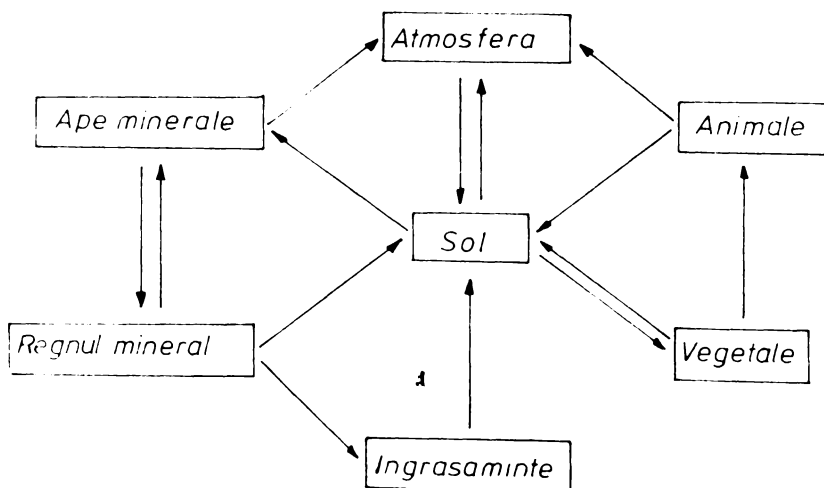 Atmosfera
Ape minerale
Animale
Sol
Regnul mineral
Vegetale
Ingrasaminte